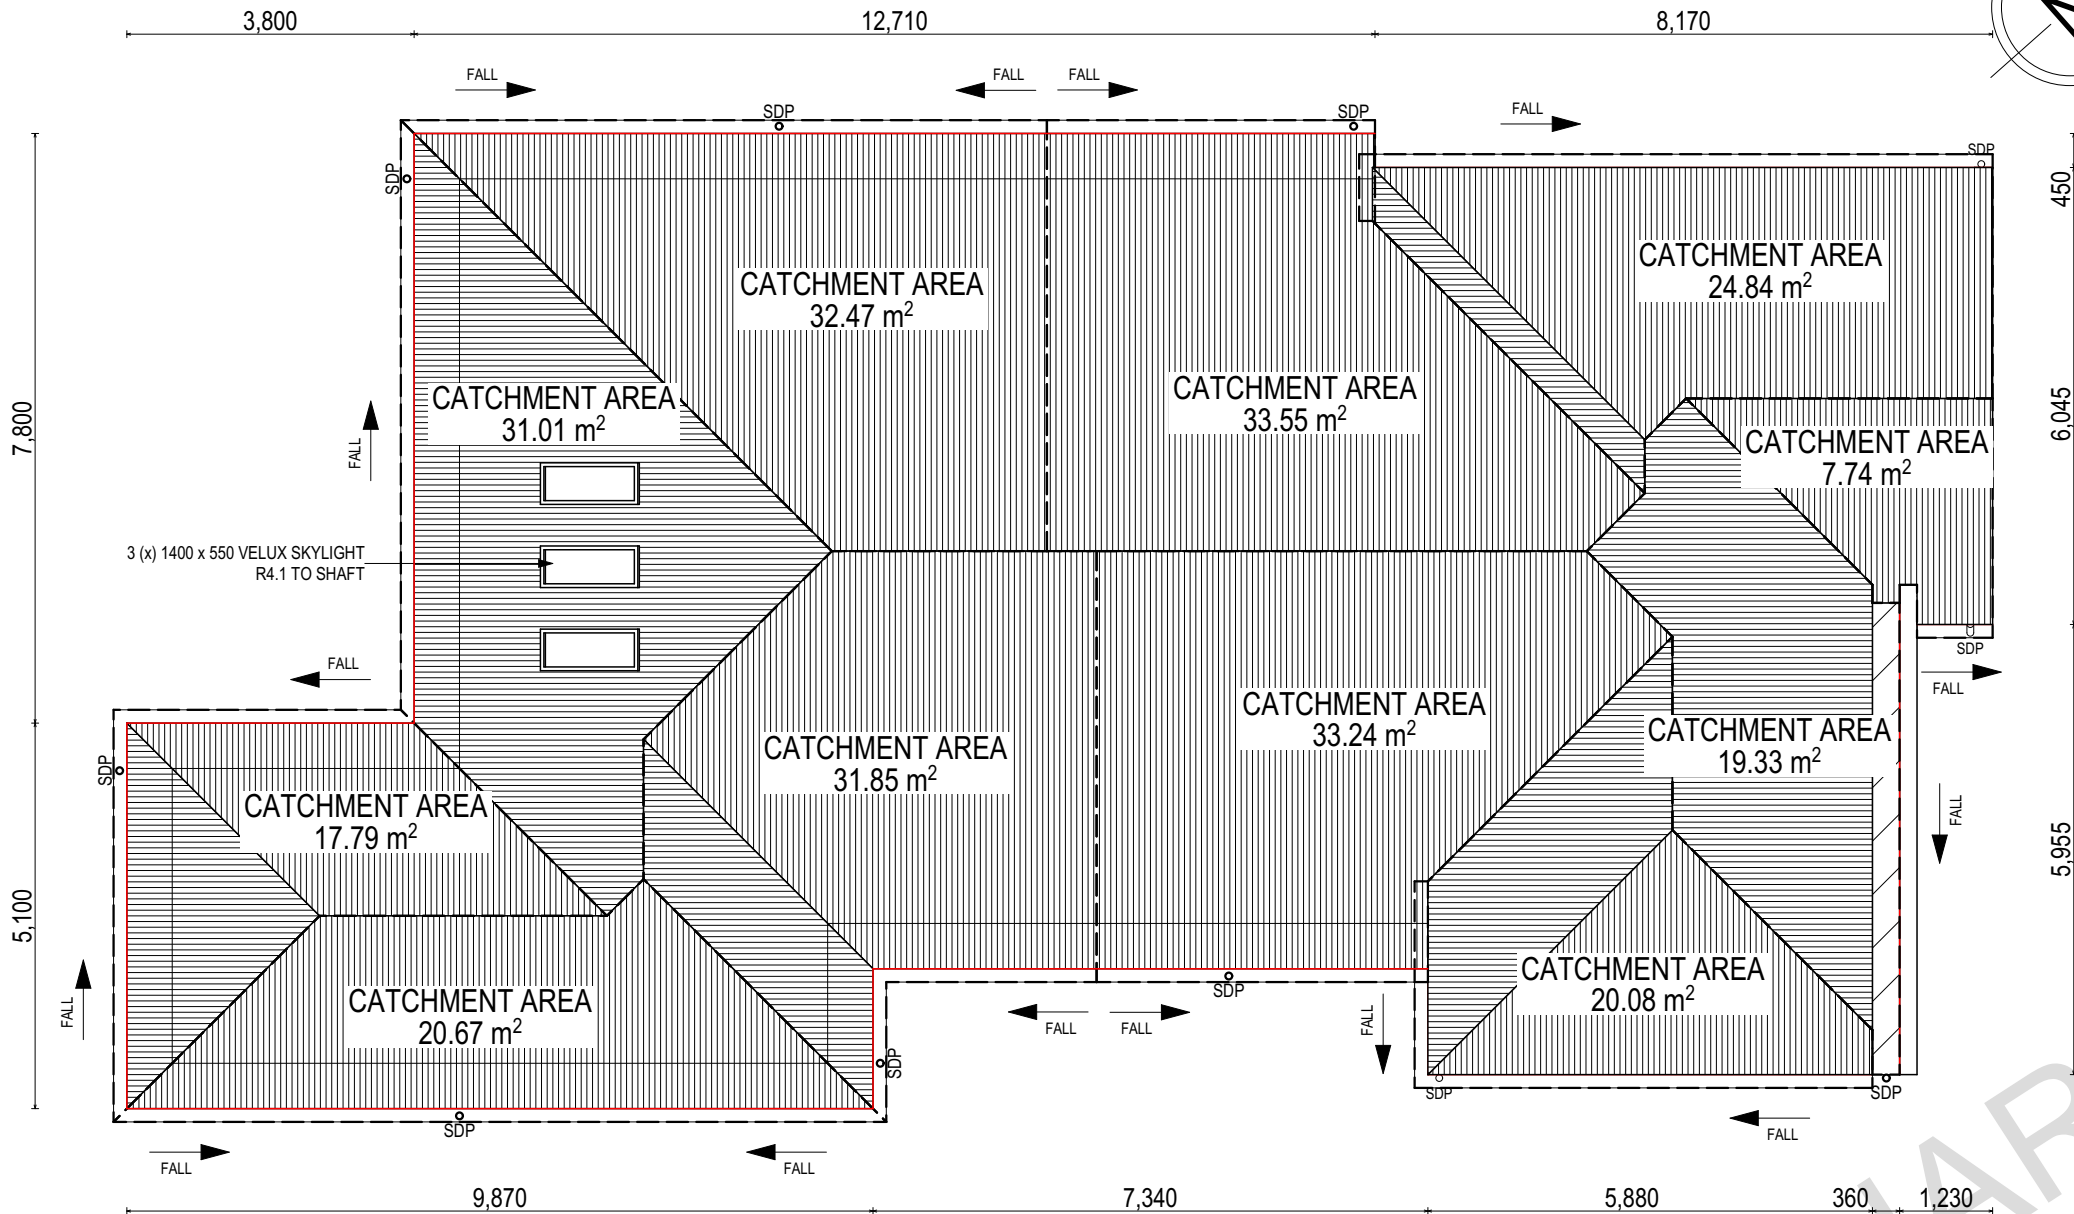 3,800
12,710
8,170
FALL
FALL
FALL
FALL
SDP
SDP
SDP
SDP
450
6,045
5,955
7,800
5,100
CATCHMENT AREA
32.47 m²
CATCHMENT AREA
24.84 m²
CATCHMENT AREA
31.01 m²
CATCHMENT AREA
33.55 m²
CATCHMENT AREA
7.74 m²
FALL
3 (x) 1400 x 550 VELUX SKYLIGHT
R4.1 TO SHAFT
FALL
SDP
FALL
CATCHMENT AREA
33.24 m²
CATCHMENT AREA
19.33 m²
CATCHMENT AREA
31.85 m²
SDP
CATCHMENT AREA
17.79 m²
FALL
CATCHMENT AREA
20.08 m²
CATCHMENT AREA
20.67 m²
FALL
SDP
FALL
FALL
FALL
SDP
SDP
SDP
SDP
FALL
FALL
FALL
9,870
7,340
5,880
360
1,230